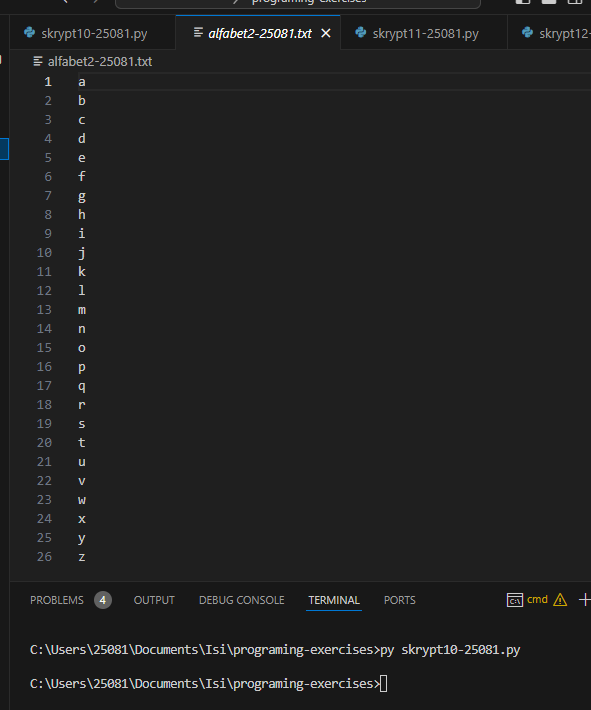 programing-exercises
skrypt10-25081.py alfabet2-25081.txt skrypt11-25081.py skrypt12-
alfabet2-25081.txt
1 a
2 b
3 c
4 d
5 e
6 f
7 g
8 h
9 i
10 j
11 k
12 l
13 m
14 n
15 o
16 p
17 q
18 r
19 s
20 t
21 u
22 v
23 w
24 x
25 y
26 z
PROBLEMS 4 OUTPUT DEBUG CONSOLE TERMINAL PORTS cmd
C:\Users\25081\Documents\Isi\programing-exercises>py skrypt10-25081.py
C:\Users\25081\Documents\Isi\programing-exercises>